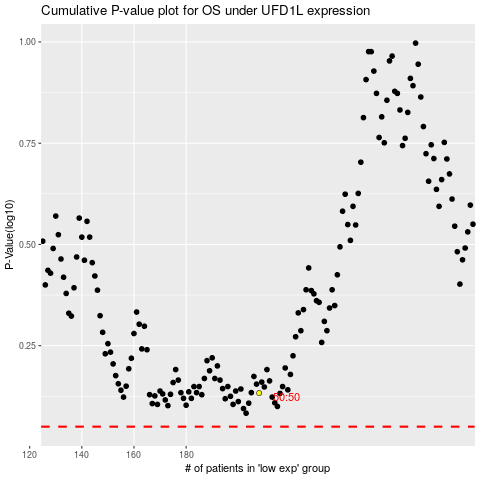 Cumulative P-value plot for OS under UFD1L expression
P-Value(log10)
1.00
0.75
0.50
0.25
50:50
120 140 160 180
# of patients in 'low exp' group